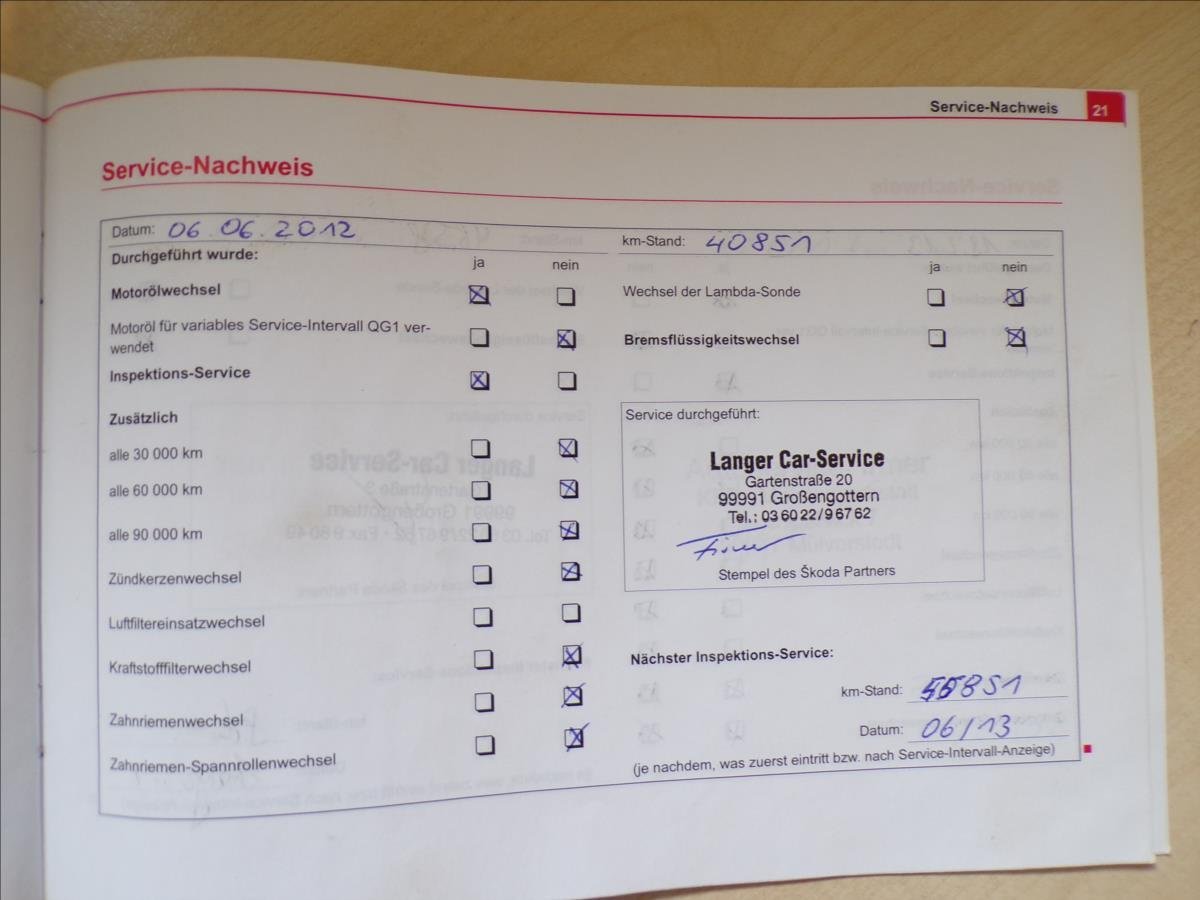 Service-Nachweis 21
Service-Nachweis
Datum: 06.06.2012 km-Stand: 40851
Durchgeführt wurde: ja nein ja nein
Motorölwechsel Wechsel der Lambda-Sonde
Motoröl für variables Service-Intervall QG1 ver-
wendet Bremsflüssigkeitswechsel
Inspektions-Service
Zusätzlich
alle 30 000 km
alle 60 000 km
alle 90 000 km
Zündkerzenwechsel
Luftfiltereinsatzwechsel
Kraftstofffilterwechsel
Zahnriemenwechsel
Zahnriemen-Spannrollenwechsel
Service durchgeführt:
Langer Car-Service
Gartenstraße 20
99991 Großengottern
Tel.: 03 60 22 / 9 67 62
Stempel des Škoda Partners
Nächster Inspektions-Service:
km-Stand: 55851
Datum: 06/13
(je nachdem, was zuerst eintritt bzw. nach Service-Intervall-Anzeige)